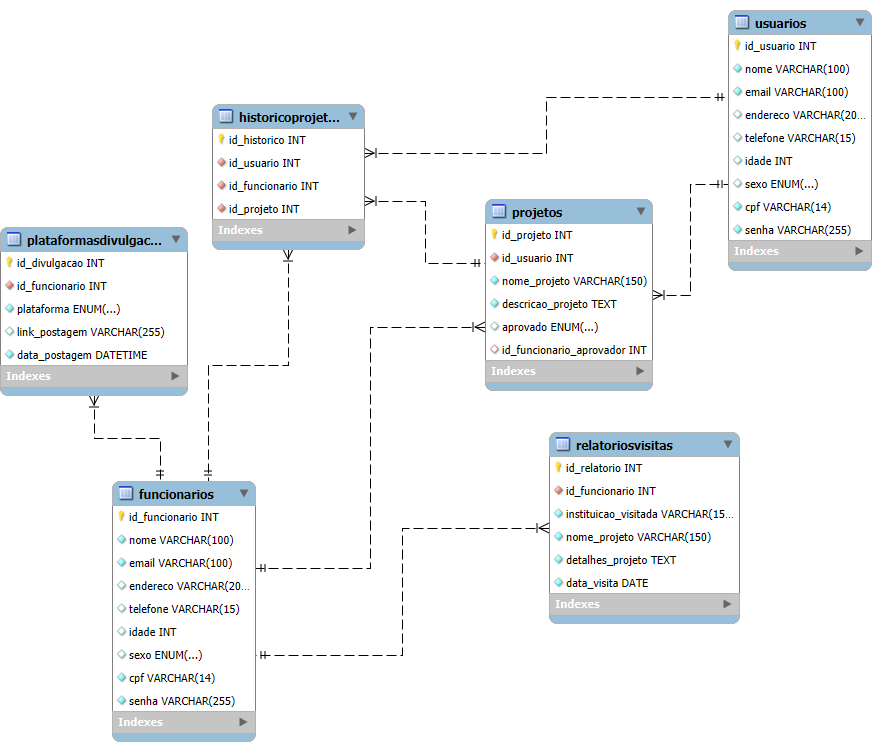 usuarios
id_usuario INT
nome VARCHAR(100)
email VARCHAR(100)
endereco VARCHAR(20...
telefone VARCHAR(15)
idade INT
sexo ENUM(...)
cpf VARCHAR(14)
senha VARCHAR(255)
Indexes
historicoprojet...
id_historico INT
id_usuario INT
id_funcionario INT
id_projeto INT
Indexes
projetos
id_projeto INT
id_usuario INT
nome_projeto VARCHAR(150)
descricao_projeto TEXT
aprovado ENUM(...)
id_funcionario_aprovador INT
Indexes
plataformasdivulgac...
id_divulgacao INT
id_funcionario INT
plataforma ENUM(...)
link_postagem VARCHAR(255)
data_postagem DATETIME
Indexes
relatoriosvisitas
id_relatorio INT
id_funcionario INT
instituicao_visitada VARCHAR(15...
nome_projeto VARCHAR(150)
detalhes_projeto TEXT
data_visita DATE
Indexes
funcionarios
id_funcionario INT
nome VARCHAR(100)
email VARCHAR(100)
endereco VARCHAR(20...
telefone VARCHAR(15)
idade INT
sexo ENUM(...)
cpf VARCHAR(14)
senha VARCHAR(255)
Indexes